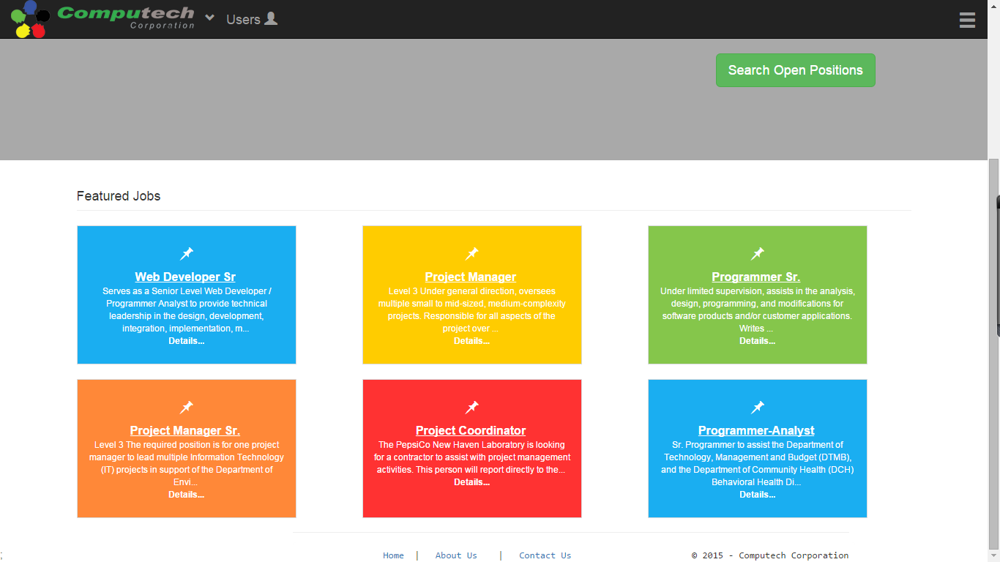 Computech
Corporation
Users
Search Open Positions
Featured Jobs
Web Developer Sr
Serves as a Senior Level Web Developer /
Programmer Analyst to provide technical
leadership in the design, development,
integration, implementation, m...
Details...
Project Manager
Level 3 Under general direction, oversees
multiple small to mid-sized, medium-complexity
projects. Responsible for all aspects of the
project over ...
Details...
Programmer Sr.
Under limited supervision, assists in the analysis,
design, programming, and modifications for
software products and/or customer applications.
Writes ...
Details...
Project Manager Sr.
Level 3 The required position is for one project
manager to lead multiple Information Technology
(IT) projects in support of the Department of
Envi...
Details...
Project Coordinator
The PepsiCo New Haven Laboratory is looking
for a contractor to assist with project management
activities. This person will report directly to the...
Details...
Programmer-Analyst
Sr. Programmer to assist the Department of
Technology, Management and Budget (DTMB),
and the Department of Community Health (DCH)
Behavioral Health Di...
Details...
; Home | About Us | Contact Us © 2015 - Computech Corporation